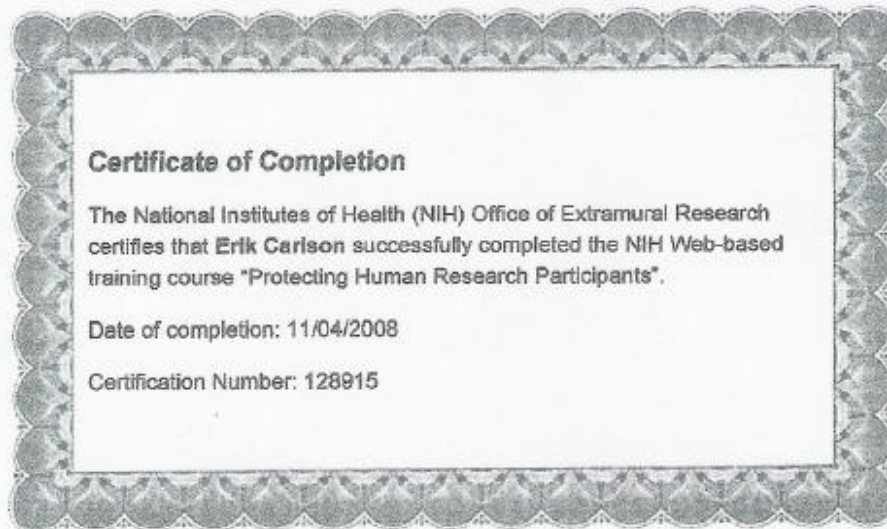 Certificate of Completion
The National Institutes of Health (NIH) Office of Extramural Research
certifies that Erik Carlson successfully completed the NIH Web-based
training course "Protecting Human Research Participants".
Date of completion: 11/04/2008
Certification Number: 128915